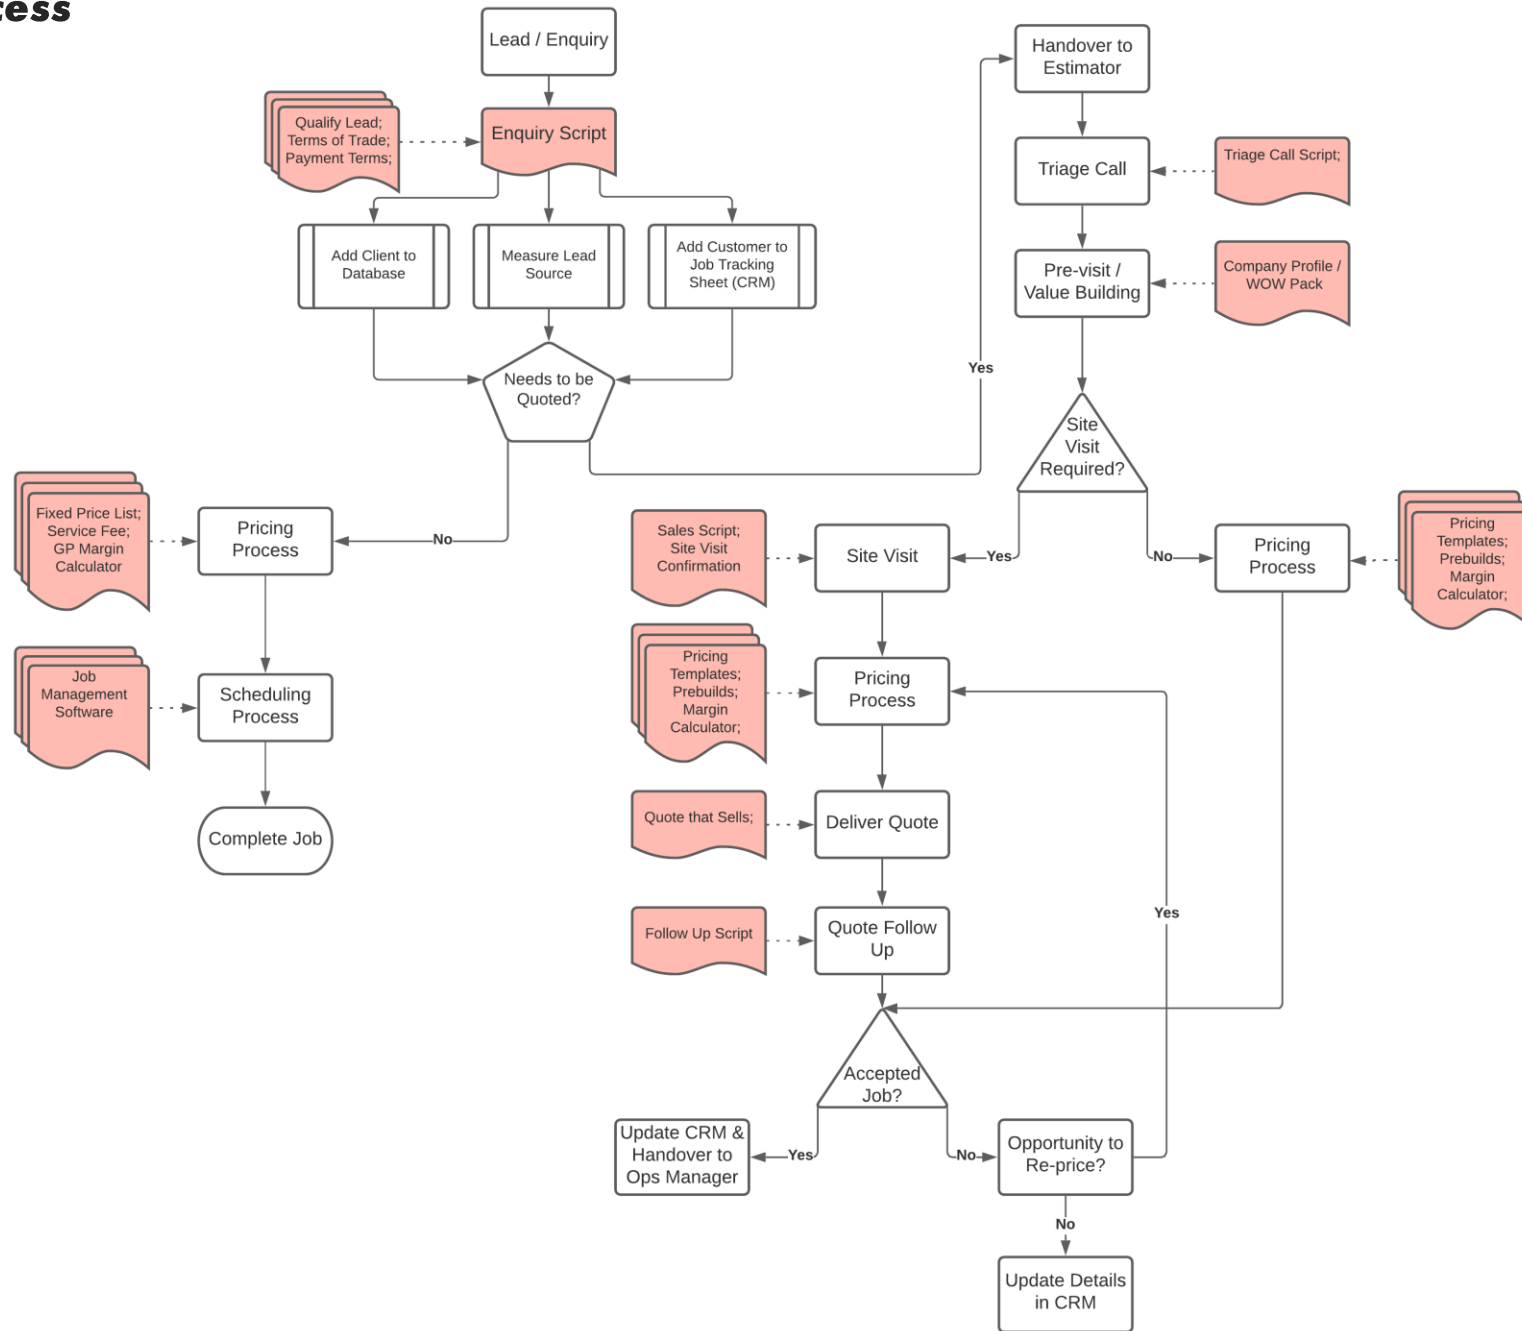 cess
Lead / Enquiry
Qualify Lead;
Terms of Trade;
Payment Terms;
Enquiry Script
Add Client to
Database
Measure Lead
Source
Add Customer to
Job Tracking
Sheet (CRM)
Needs to be
Quoted?
Yes
No
Handover to
Estimator
Triage Call
Triage Call Script;
Pre-visit /
Value Building
Company Profile /
WOW Pack
Site
Visit
Required?
Yes
No
Fixed Price List;
Service Fee;
GP Margin
Calculator
Pricing
Process
Job
Management
Software
Scheduling
Process
Complete Job
Sales Script;
Site Visit
Confirmation
Site Visit
Pricing
Process
Pricing
Templates;
Prebuilds;
Margin
Calculator;
Pricing
Templates;
Prebuilds;
Margin
Calculator;
Pricing
Process
Quote that Sells;
Deliver Quote
Follow Up Script
Quote Follow
Up
Yes
Accepted
Job?
Yes
No
Update CRM &
Handover to
Ops Manager
Opportunity to
Re-price?
No
Update Details
in CRM